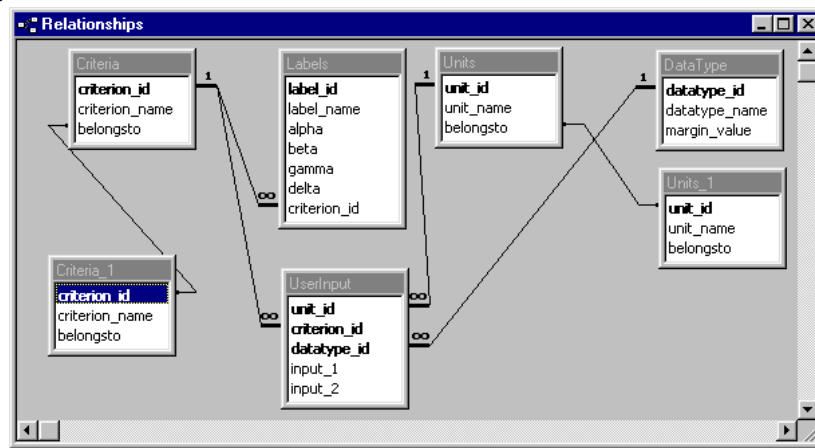 Relationships
Criteria
criterion_id
criterion_name
belongsto
1
Labels
label_id
label_name
alpha
beta
gamma
delta
criterion_id
∞
Units
unit_id
unit_name
belongsto
1
DataType
datatype_id
datatype_name
margin_value
1
Units_1
unit_id
unit_name
belongsto
Criteria_1
criterion_id
criterion_name
belongsto
UserInput
unit_id
criterion_id
datatype_id
input_1
input_2
∞
∞
∞